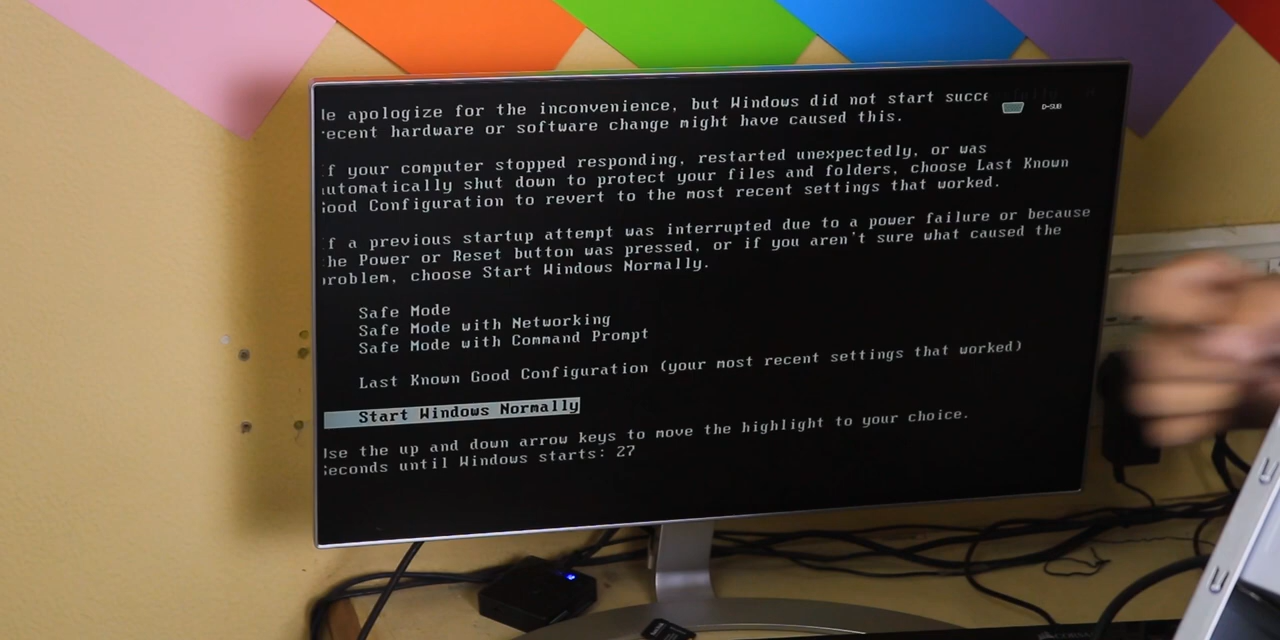 le apologize for the inconvenience, but Windows did not start succe
D-SUB
recent hardware or software change might have caused this.
f your computer stopped responding, restarted unexpectedly, or was
automatically shut down to protect your files and folders, choose Last Known
Good Configuration to revert to the most recent settings that worked.
f a previous startup attempt was interrupted due to a power failure or because
he Power or Reset button was pressed, or if you aren't sure what caused the
problem, choose Start Windows Normally.
Safe Mode
Safe Mode with Networking
Safe Mode with Command Prompt
Last Known Good Configuration (your most recent settings that worked)
Start Windows Normally
Use the up and down arrow keys to move the highlight to your choice.
Seconds until Windows starts: 27